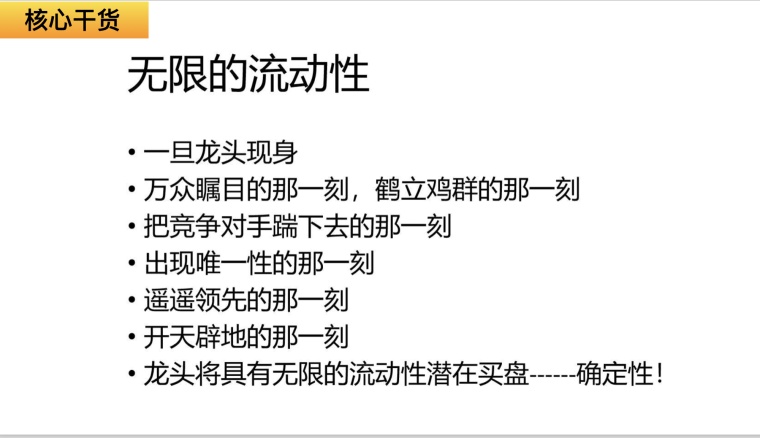 核心干货
无限的流动性
• 一旦龙头现身
• 万众瞩目的那一刻，鹤立鸡群的那一刻
• 把竞争对手踹下去的那一刻
• 出现唯一性的那一刻
• 遥遥领先的那一刻
• 开天辟地的那一刻
• 龙头将具有无限的流动性潜在买盘------确定性！